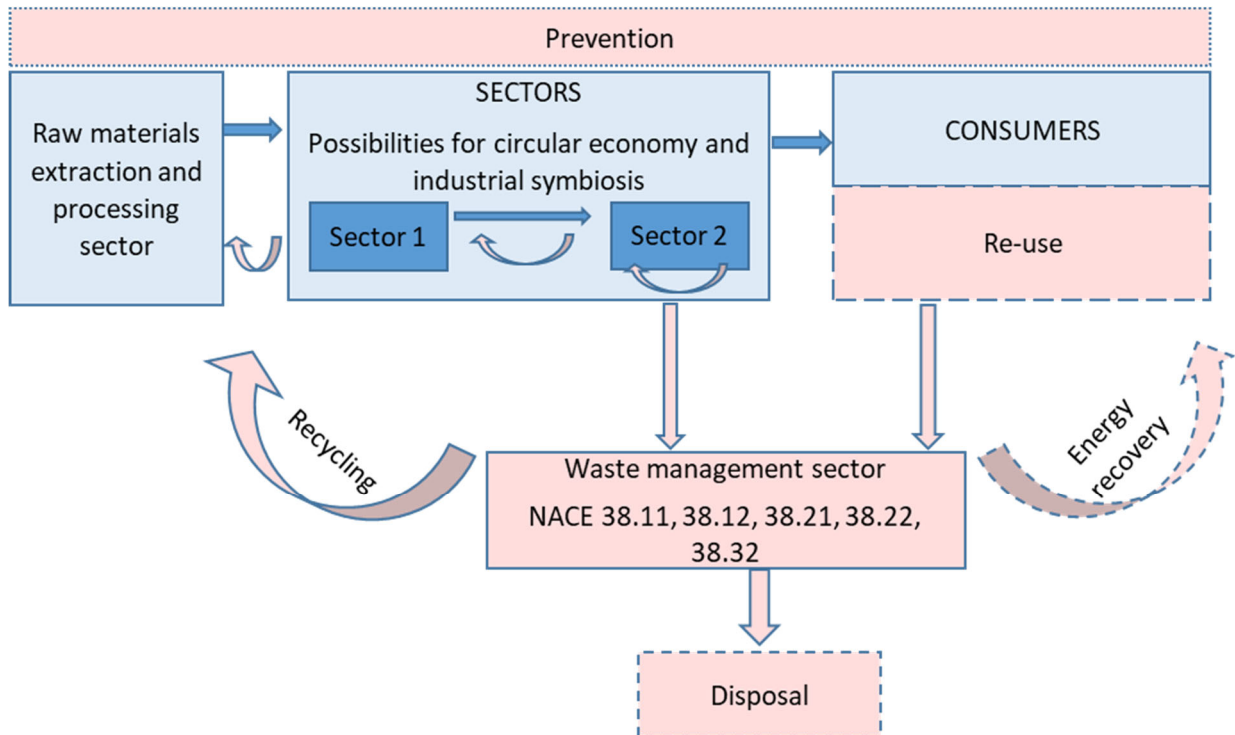 Prevention
Raw materials
extraction and
processing
sector
SECTORS
Possibilities for circular economy and
industrial symbiosis
Sector 1
Sector 2
CONSUMERS
Re-use
Recycling
Energy
recovery
Waste management sector
NACE 38.11, 38.12, 38.21, 38.22,
38.32
Disposal